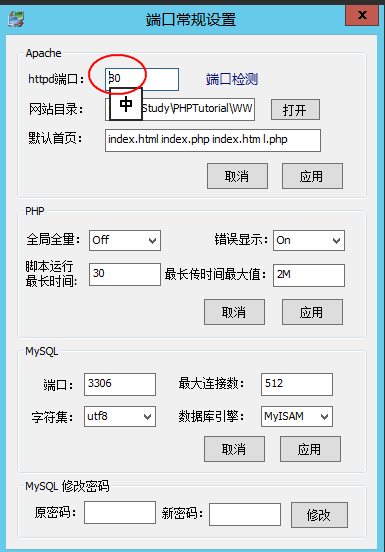 端口常规设置
x
Apache
httpd端口： 80 端口检测
中
网站目录： Study\PHPTutorial\WW 打开
默认首页： index.html index.php index.htm l.php
取消 应用
PHP
全局全量： Off 错误显示： On
脚本运行
最长时间： 30 最长传时间最大值： 2M
取消 应用
MySQL
端口： 3306 最大连接数： 512
字符集： utf8 数据库引擎： MyISAM
取消 应用
MySQL 修改密码
原密码： 新密码： 修改